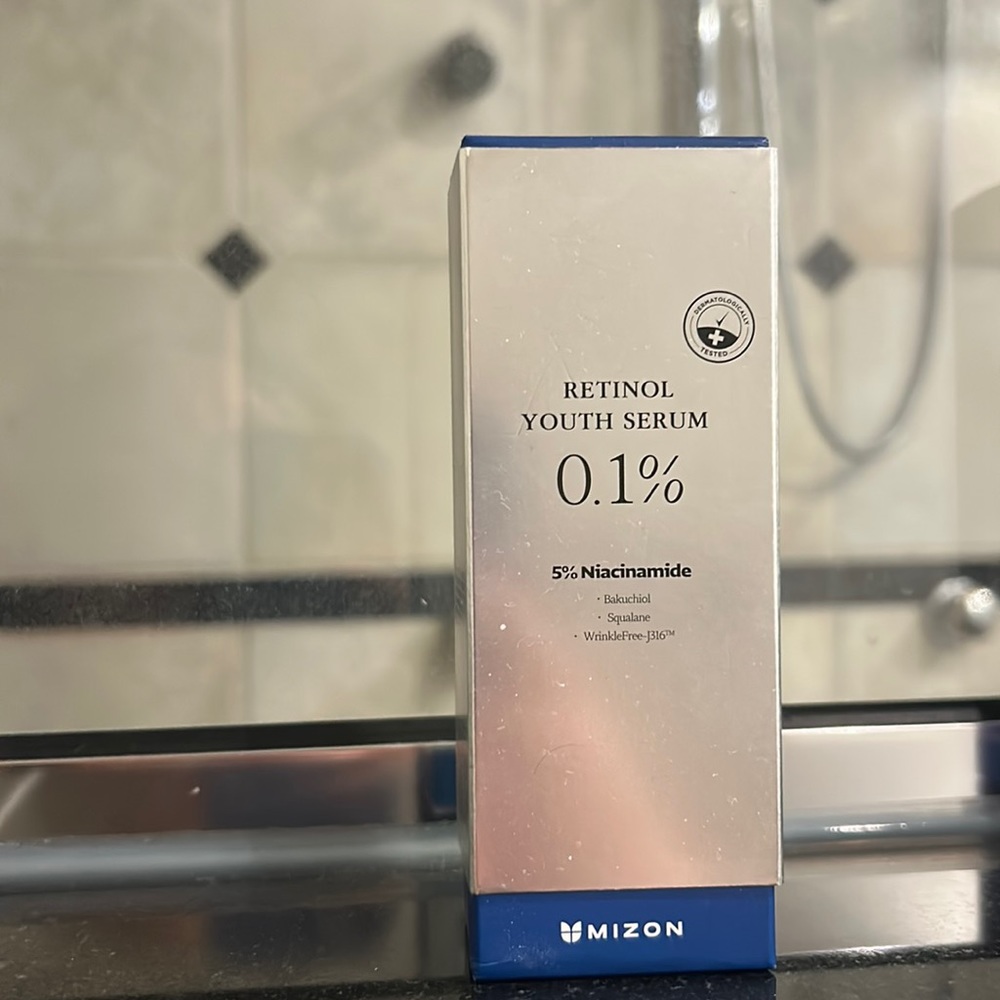 DERMATOLOGICALLY
TESTED
RETINOL
YOUTH SERUM
0.1%
5% Niacinamide
· Bakuchiol
· Squalane
· WrinkleFree-J316™
MIZON